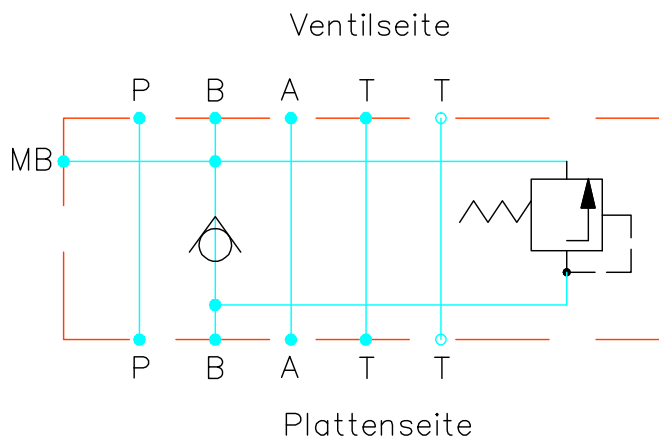 Ventilseite
P B A T T
MB
P B A T T
Plattenseite